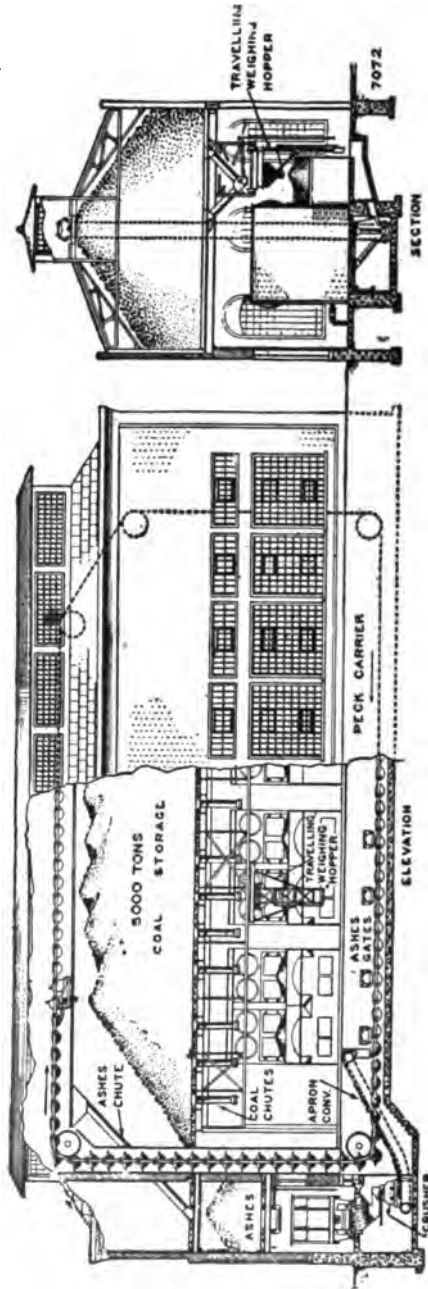 TRAVELLING
WEIGHING
HOPPER
7072
SECTION
5000 TONS
COAL STORAGE
ASHES
CHUTE
COAL
CHUTES
TRAVELLING
WEIGHING
HOPPER
PECK CARRIER
ASHES
GATES
APRON
CONV.
ASHES
CRUSHER
ELEVATION